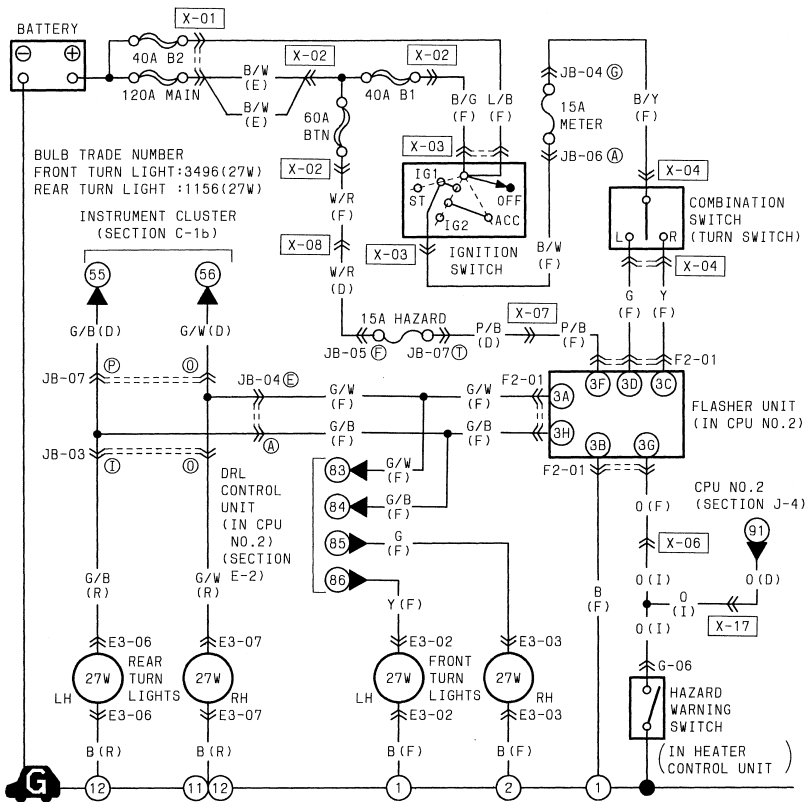 BATTERY
X-01
40A B2
X-02
X-02
120A MAIN
B/W
(E)
40A B1
B/W
(E)
60A
BTN
B/G
(F)
L/B
(F)
JB-04 G
15A
METER
JB-06 A
B/Y
(F)
BULB TRADE NUMBER
FRONT TURN LIGHT:3496(27W)
REAR TURN LIGHT :1156(27W)
X-02
X-03
IG1
ST
OFF
IG2
ACC
X-03
IGNITION
SWITCH
X-04
COMBINATION
SWITCH
(TURN SWITCH)
L
R
X-04
INSTRUMENT CLUSTER
(SECTION C-1b)
W/R
(F)
X-08
W/R
(D)
B/W
(F)
G
(F)
Y
(F)
55
56
G/B(D)
G/W(D)
15A HAZARD
JB-05 F
JB-07 T
P/B
(D)
X-07
P/B
(F)
F2-01
JB-07
P
O
JB-04 E
G/W
(F)
G/W
(F)
F2-01
3A
3F
3D
3C
FLASHER UNIT
(IN CPU NO.2)
G/B
(F)
G/B
(F)
3H
3B
3G
A
JB-03
I
O
F2-01
DRL
CONTROL
UNIT
(IN CPU
NO.2)
(SECTION
E-2)
83
G/W
(F)
84
G/B
(F)
85
G
(F)
86
Y(F)
CPU NO.2
(SECTION J-4)
91
O(F)
X-06
O(I)
O(D)
O
(I)
X-17
O(I)
G/B
(R)
G/W
(R)
B
(F)
E3-06
E3-07
E3-02
E3-03
G-06
27W
LH
REAR
TURN
LIGHTS
27W
RH
27W
LH
FRONT
TURN
LIGHTS
27W
RH
HAZARD
WARNING
SWITCH
E3-06
E3-07
E3-02
E3-03
B(R)
B(R)
B(F)
B(F)
(IN HEATER
CONTROL UNIT)
G
12
11
12
1
2
1